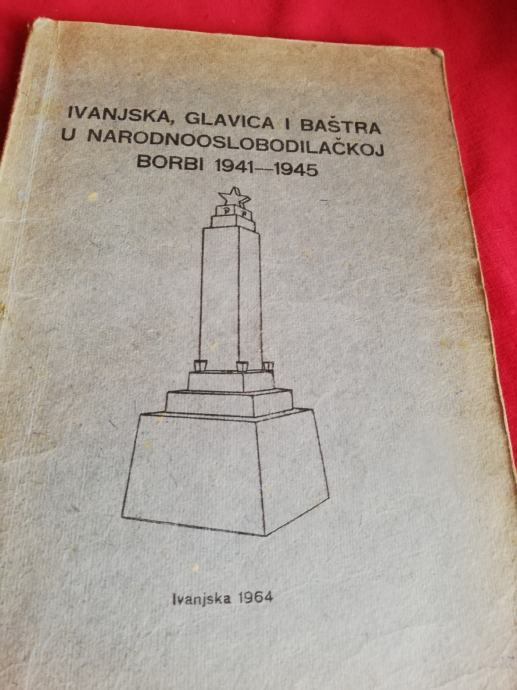 IVANJSKA, GLAVICA I BAŠTRA
U NARODNOOSLOBODILAČKOJ
BORBI 1941—1945
Ivanjska 1964